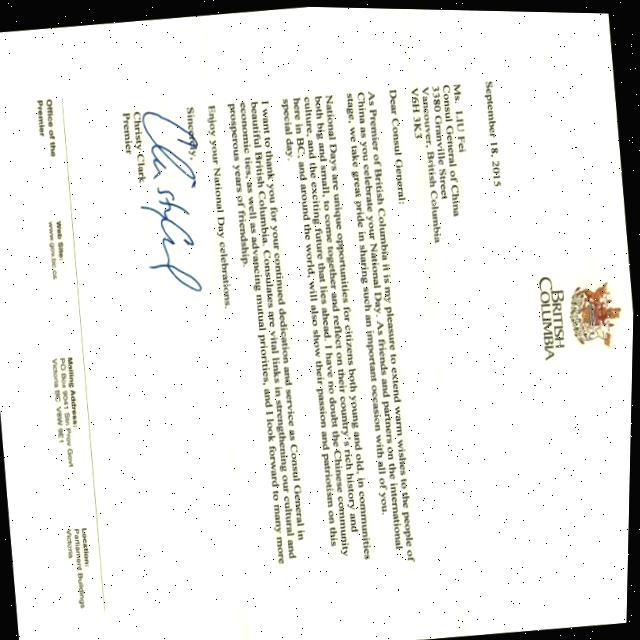 BRITISH
COLUMBIA
September 18, 2015
Ms. LIU Fei
Consul General of China
3380 Granville Street
Vancouver, British Columbia
V6H 3K3
Dear Consul General:
As Premier of British Columbia it is my pleasure to extend warm wishes to the people of
China as you celebrate your National Day. As friends and partners on the international
stage, we take great pride in sharing such an important occasion with all of you.
National Days are unique opportunities for citizens both young and old, in communities
both big and small, to come together and reflect on their country's rich history and
culture, and the exciting future that lies ahead. I have no doubt the Chinese community
here in BC, and around the world, will also show their passion and patriotism on this
special day.
I want to thank you for your continued dedication and service as Consul General in
beautiful British Columbia. Consulates are vital links in strengthening our cultural and
economic ties, as well as advancing mutual priorities, and I look forward to many more
prosperous years of friendship.
Enjoy your National Day celebrations.
Sincerely,
Christy Clark
Premier
Office of the
Premier
Web Site:
www.gov.bc.ca
Mailing Address:
PO Box 9041 Stn Prov Govt
Victoria BC V8W 9E1
Location:
Parliament Buildings
Victoria